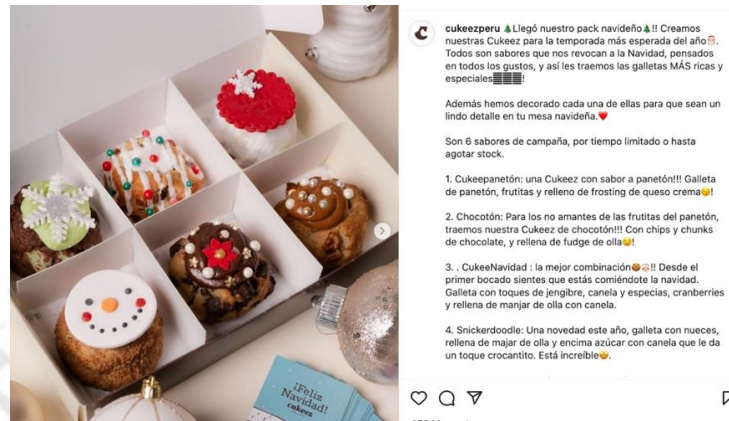 cukeezperu 🎄Llegó nuestro pack navideño🎄!! Creamos
nuestras Cukeez para la temporada más esperada del año🎅.
Todos son sabores que nos revocan a la Navidad, pensados
en todos los gustos, y así les traemos las galletas MÁS ricas y
especiales!
Además hemos decorado cada una de ellas para que sean un
lindo detalle en tu mesa navideña.❤️
Son 6 sabores de campaña, por tiempo limitado o hasta
agotar stock.
1. Cukeepanetón: una Cukeez con sabor a panetón!!! Galleta
de panetón, frutitas y relleno de frosting de queso crema😋!
2. Chocotón: Para los no amantes de las frutitas del panetón,
traemos nuestra Cukeez de chocotón!!! Con chips y chunks
de chocolate, y rellena de fudge de olla🤤!
3. . CukeeNavidad : la mejor combinación!! Desde el
primer bocado sientes que estás comiéndote la navidad.
Galleta con toques de jengibre, canela y especias, cranberries
y rellena de manjar de olla con canela.
4. Snickerdoodle: Una novedad este año, galleta con nueces,
rellena de majar de olla y encima azúcar con canela que le da
un toque crocantito. Está increíble🤩.
¡Feliz
Navidad!
cukeez